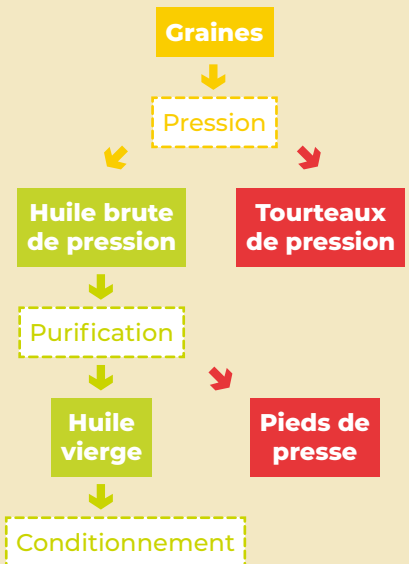 Graines
Pression
Huile brute
de pression
Tourteaux
de pression
Purification
Huile
vierge
Pieds de
presse
Conditionnement